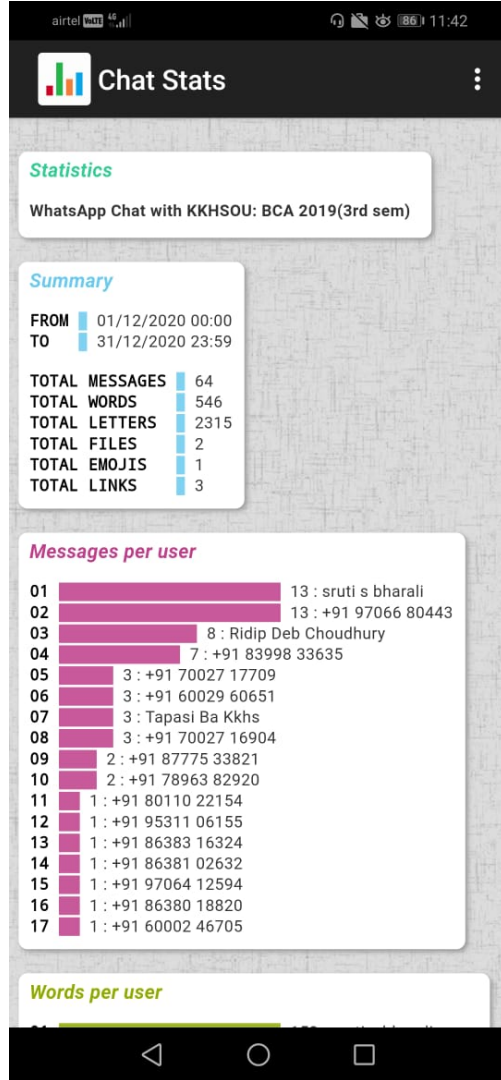 airtel VoLTE 4G 86 11:42
Chat Stats
Statistics
WhatsApp Chat with KKHSOU: BCA 2019(3rd sem)
Summary
FROM 01/12/2020 00:00
TO 31/12/2020 23:59
TOTAL MESSAGES 64
TOTAL WORDS 546
TOTAL LETTERS 2315
TOTAL FILES 2
TOTAL EMOJIS 1
TOTAL LINKS 3
Messages per user
01 13 : sruti s bharali
02 13 : +91 97066 80443
03 8 : Ridip Deb Choudhury
04 7 : +91 83998 33635
05 3 : +91 70027 17709
06 3 : +91 60029 60651
07 3 : Tapasi Ba Kkhs
08 3 : +91 70027 16904
09 2 : +91 87775 33821
10 2 : +91 78963 82920
11 1 : +91 80110 22154
12 1 : +91 95311 06155
13 1 : +91 86383 16324
14 1 : +91 86381 02632
15 1 : +91 97064 12594
16 1 : +91 86380 18820
17 1 : +91 60002 46705
Words per user